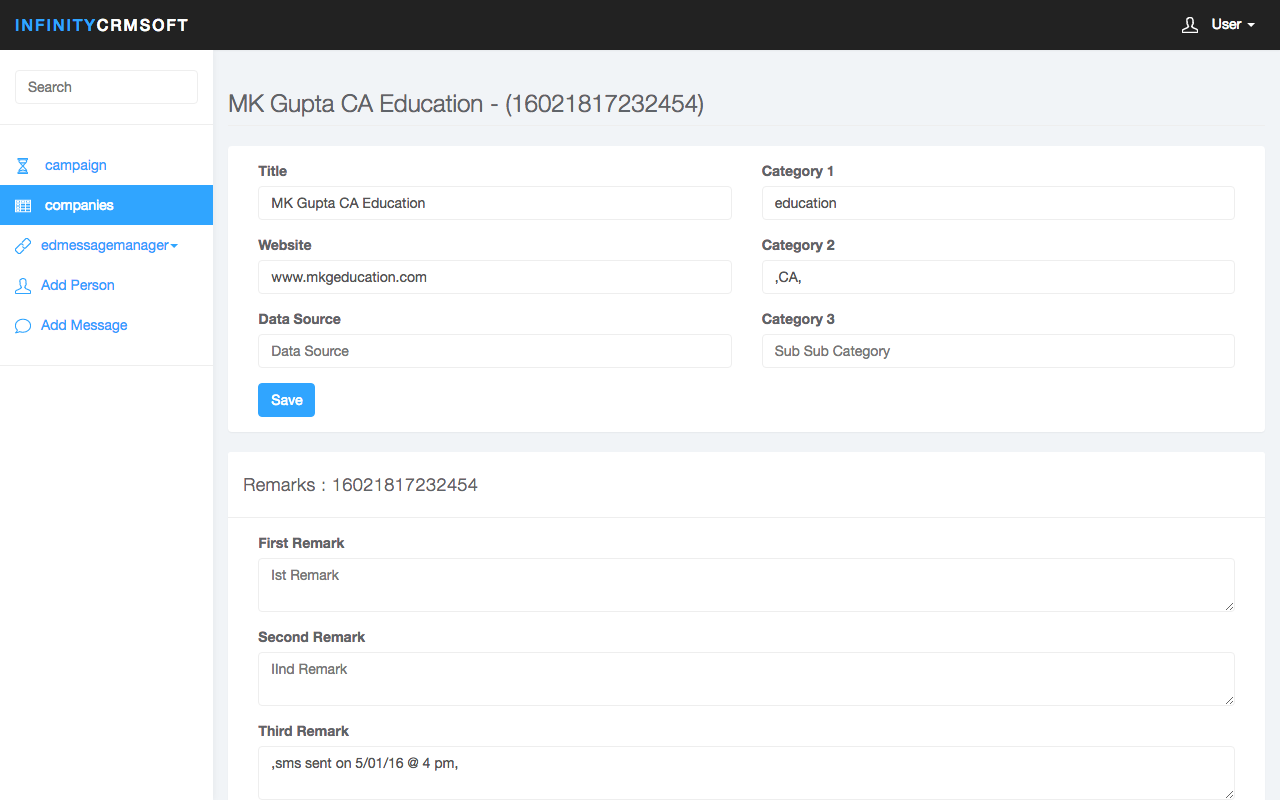 INFINITYCRMSOFT
User
Search
campaign
companies
edmessagemanager
Add Person
Add Message
MK Gupta CA Education - (16021817232454)
Title
MK Gupta CA Education
Category 1
education
Website
www.mkgeducation.com
Category 2
,CA,
Data Source
Data Source
Category 3
Sub Sub Category
Save
Remarks : 16021817232454
First Remark
Ist Remark
Second Remark
IInd Remark
Third Remark
,sms sent on 5/01/16 @ 4 pm,